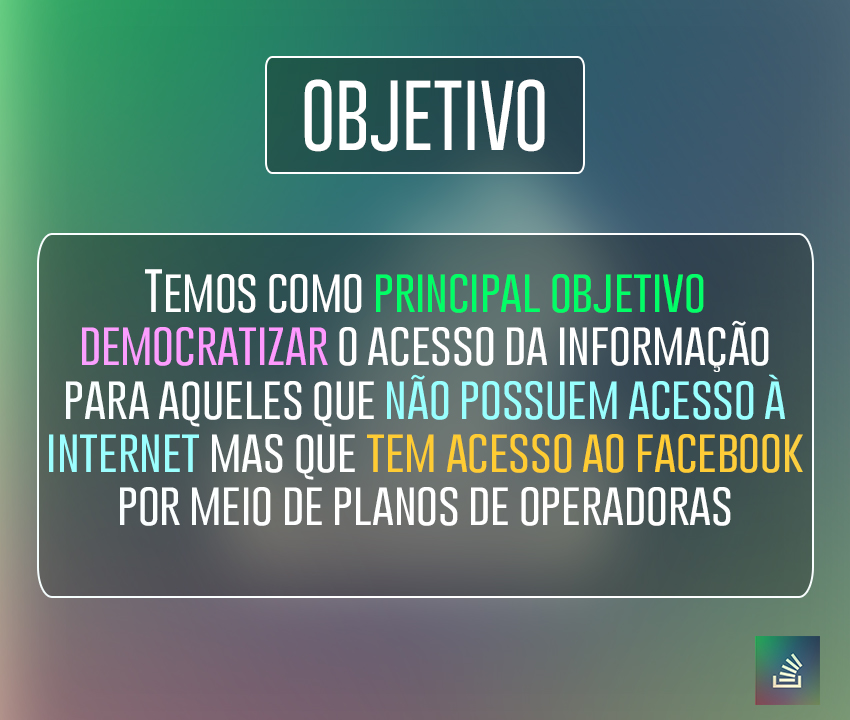 OBJETIVO
TEMOS COMO PRINCIPAL OBJETIVO
DEMOCRATIZAR O ACESSO DA INFORMAÇÃO
PARA AQUELES QUE NÃO POSSUEM ACESSO À
INTERNET MAS QUE TEM ACESSO AO FACEBOOK
POR MEIO DE PLANOS DE OPERADORAS